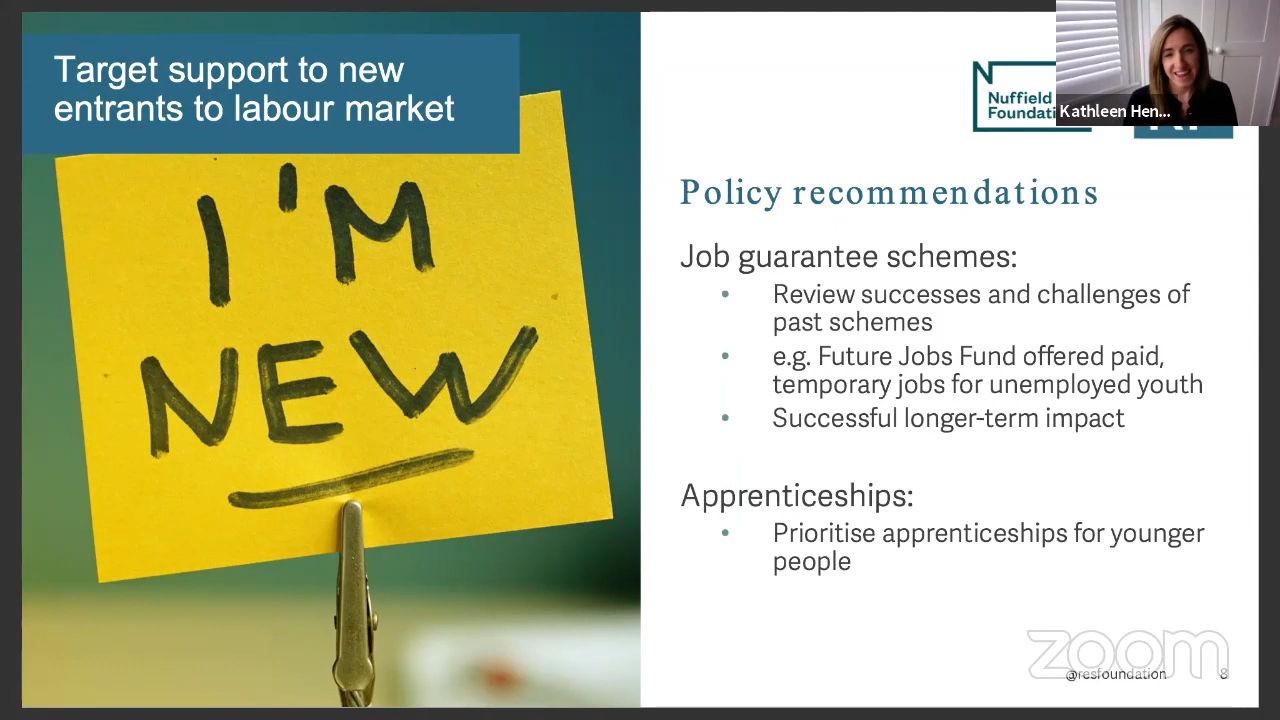 Target support to new
entrants to labour market
I'M
NEW
Nuffield
Foundati
Kathleen Hen...
Policy recommendations
Job guarantee schemes:
• Review successes and challenges of
past schemes
• e.g. Future Jobs Fund offered paid,
temporary jobs for unemployed youth
• Successful longer-term impact
Apprenticeships:
• Prioritise apprenticeships for younger
people
zoom
@resfoundation 8